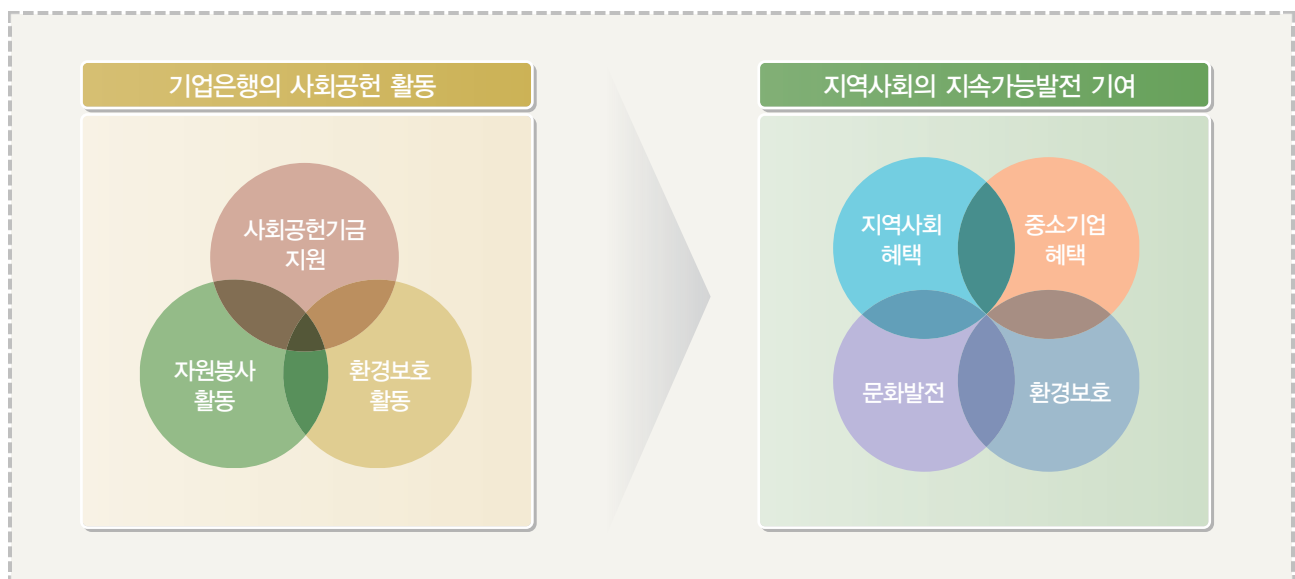 기업은행의 사회공헌 활동
사회공헌기금
지원
자원봉사
활동
환경보호
활동
지역사회의 지속가능발전 기여
지역사회
혜택
중소기업
혜택
문화발전
환경보호